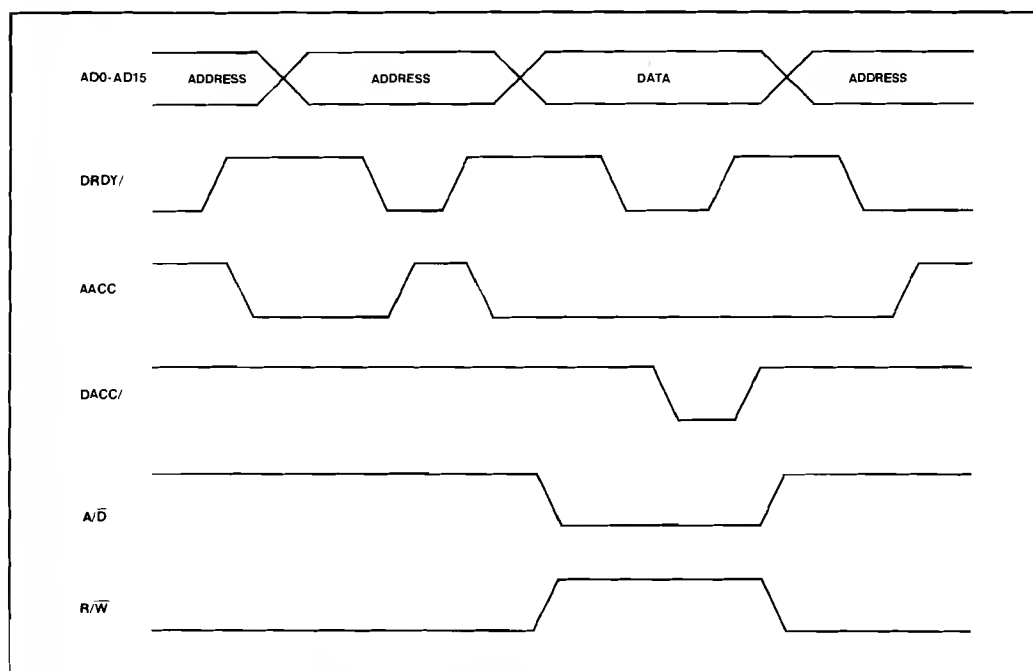 AD0-AD15 ADDRESS ADDRESS DATA ADDRESS
DRDY/
AACC
DACC/
A/D̅
R/W̅